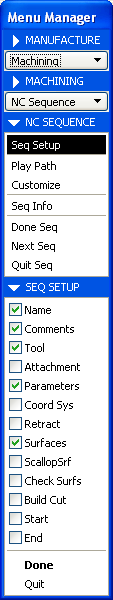 Menu Manager
MANUFACTURE
Machining
MACHINING
NC Sequence
NC SEQUENCE
Seq Setup
Play Path
Customize
Seq Info
Done Seq
Next Seq
Quit Seq
SEQ SETUP
Name
Comments
Tool
Attachment
Parameters
Coord Sys
Retract
Surfaces
ScallopSrf
Check Surfs
Build Cut
Start
End
Done
Quit